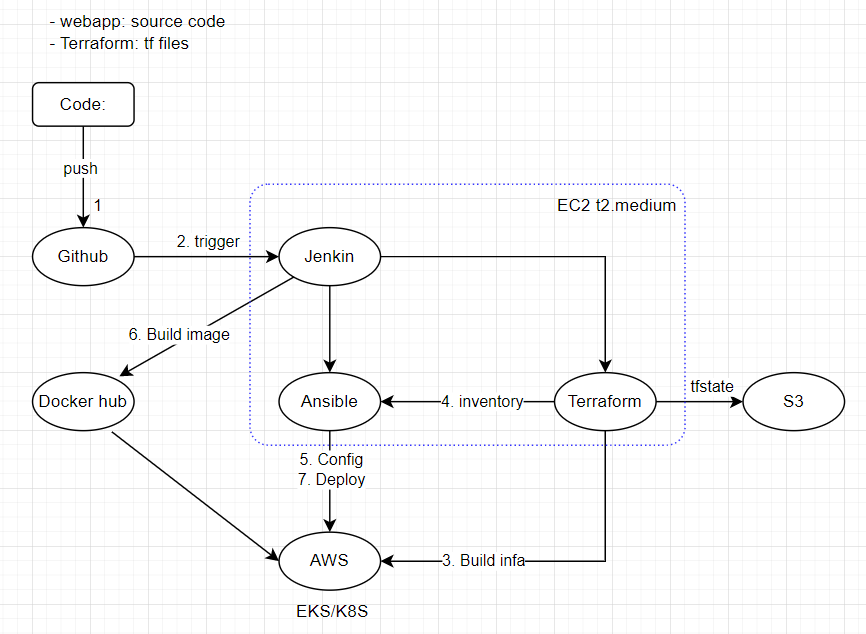 - webapp: source code
- Terraform: tf files
Code:
push
1
EC2 t2.medium
Github
2. trigger
Jenkin
6. Build image
tfstate
Docker hub
Ansible
4. inventory
Terraform
S3
5. Config
7. Deploy
AWS
3. Build infa
EKS/K8S